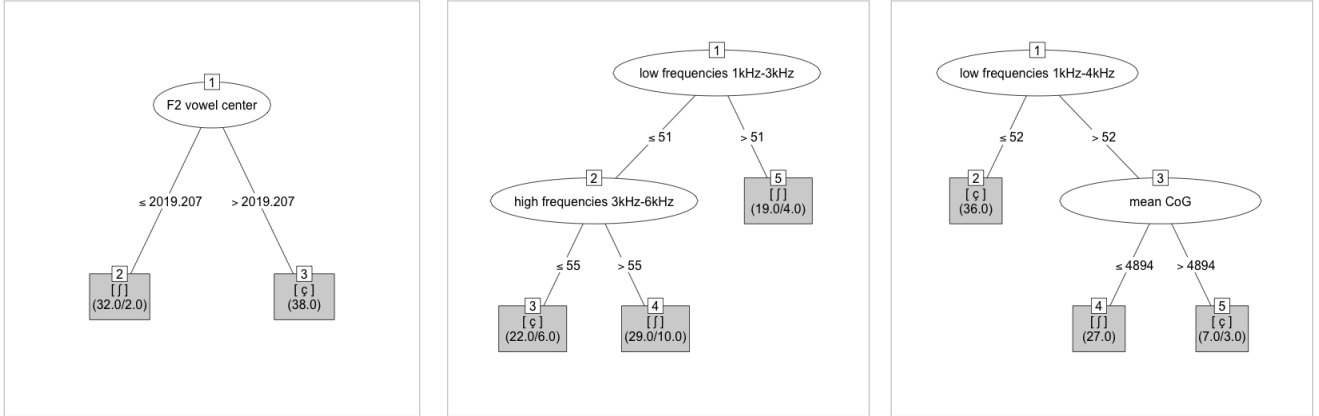 1
F2 vowel center
≤ 2019.207
> 2019.207
2
[ ʃ ]
(32.0/2.0)
3
[ ç ]
(38.0)
1
low frequencies 1kHz-3kHz
≤ 51
> 51
2
high frequencies 3kHz-6kHz
5
[ ʃ ]
(19.0/4.0)
≤ 55
> 55
3
[ ç ]
(22.0/6.0)
4
[ ʃ ]
(29.0/10.0)
1
low frequencies 1kHz-4kHz
≤ 52
> 52
2
[ ç ]
(36.0)
3
mean CoG
≤ 4894
> 4894
4
[ ʃ ]
(27.0)
5
[ ç ]
(7.0/3.0)